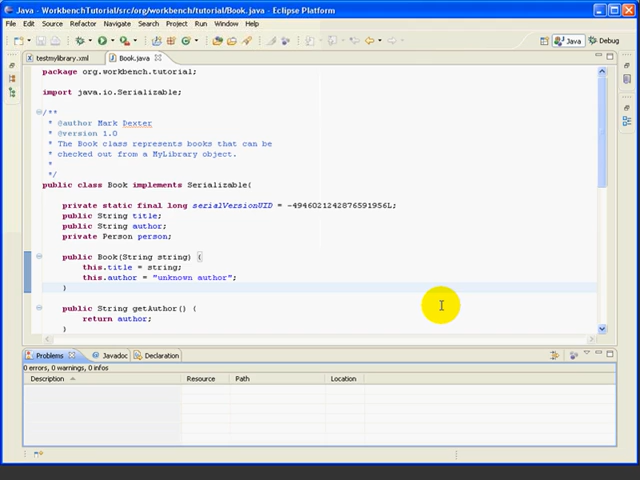 Java - WorkbenchTutorial/src/org/workbench/tutorial/Book.java - Eclipse Platform
File Edit Source Refactor Navigate Search Project Run Window Help
Java Debug
testmylibrary.xml Book.java
package org.workbench.tutorial;
import java.io.Serializable;
/**
* @author Mark Dexter
* @version 1.0
* The Book class represents books that can be
* checked out from a MyLibrary object.
*
*/
public class Book implements Serializable{
private static final long serialVersionUID = -4946021242876591956L;
public String title;
public String author;
private Person person;
public Book(String string) {
this.title = string;
this.author = "unknown author";
}
public String getAuthor() {
return author;
}
Problems Javadoc Declaration
0 errors, 0 warnings, 0 infos
Description Resource Path Location